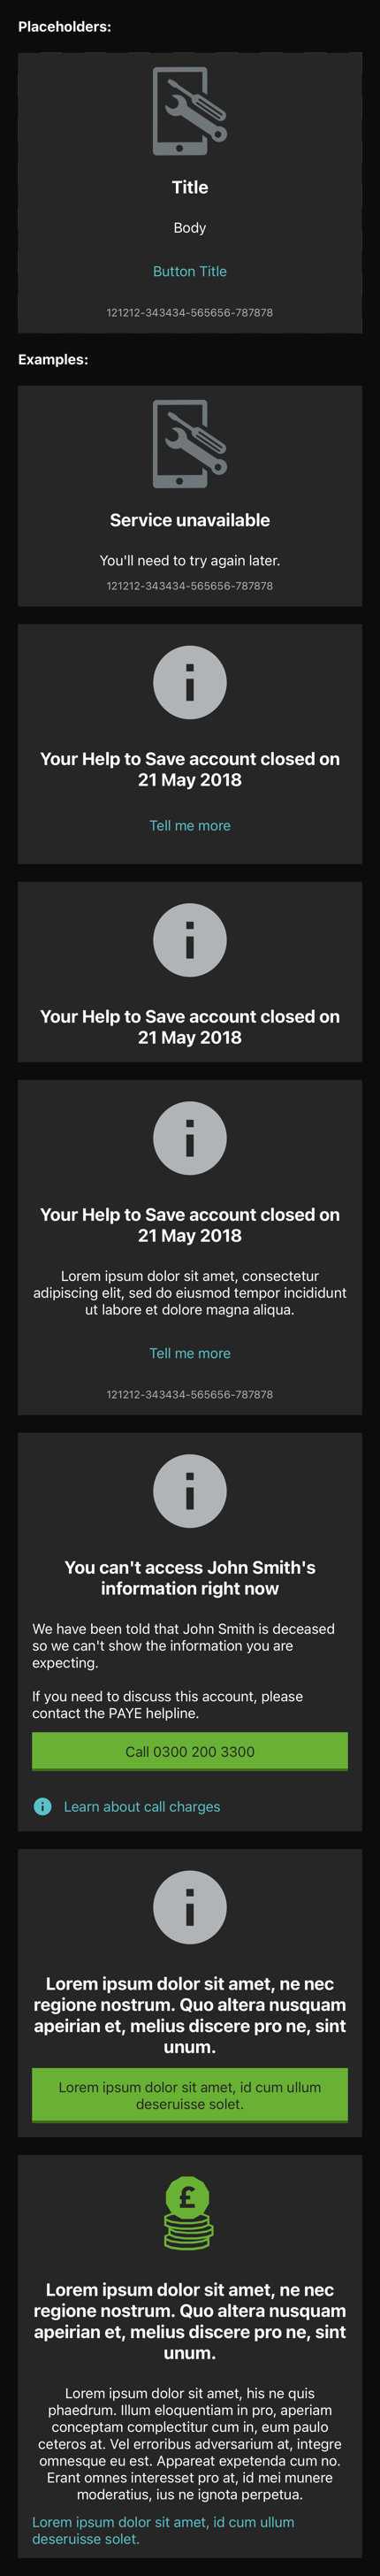 Placeholders:
Title
Body
Button Title
121212-343434-565656-787878
Examples:
Service unavailable
You'll need to try again later.
121212-343434-565656-787878
Your Help to Save account closed on
21 May 2018
Tell me more
Your Help to Save account closed on
21 May 2018
Your Help to Save account closed on
21 May 2018
Lorem ipsum dolor sit amet, consectetur
adipiscing elit, sed do eiusmod tempor incididunt
ut labore et dolore magna aliqua.
Tell me more
121212-343434-565656-787878
You can't access John Smith's
information right now
We have been told that John Smith is deceased
so we can't show the information you are
expecting.
If you need to discuss this account, please
contact the PAYE helpline.
Call 0300 200 3300
Learn about call charges
Lorem ipsum dolor sit amet, ne nec
regione nostrum. Quo altera nusquam
apeirian et, melius discere pro ne, sint
unum.
Lorem ipsum dolor sit amet, id cum ullum
deseruisse solet.
£
Lorem ipsum dolor sit amet, ne nec
regione nostrum. Quo altera nusquam
apeirian et, melius discere pro ne, sint
unum.
Lorem ipsum dolor sit amet, his ne quis
phaedrum. Illum eloquentiam in pro, aperiam
conceptam complectitur cum in, eum paulo
ceteros at. Vel erroribus adversarium at, integre
omnesque eu est. Appareat expetenda cum no.
Erant omnes interesset pro at, id mei munere
moderatius, ius ne ignota perpetua.
Lorem ipsum dolor sit amet, id cum ullum
deseruisse solet.